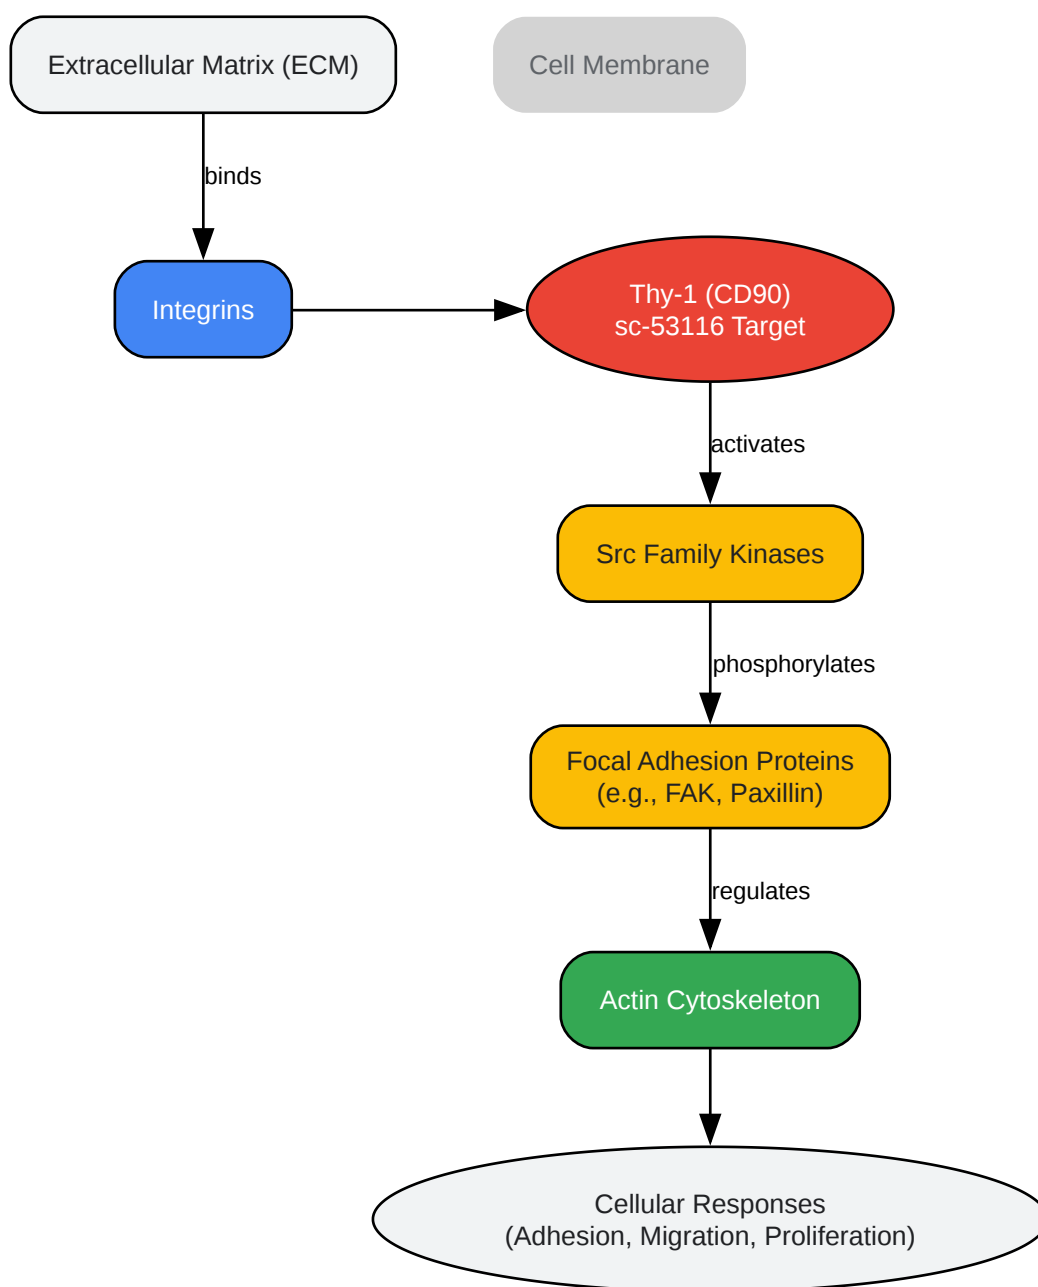 Extracellular Matrix (ECM)
Cell Membrane
binds
Integrins
Thy-1 (CD90)
sc-53116 Target
activates
Src Family Kinases
phosphorylates
Focal Adhesion Proteins
(e.g., FAK, Paxillin)
regulates
Actin Cytoskeleton
Cellular Responses
(Adhesion, Migration, Proliferation)